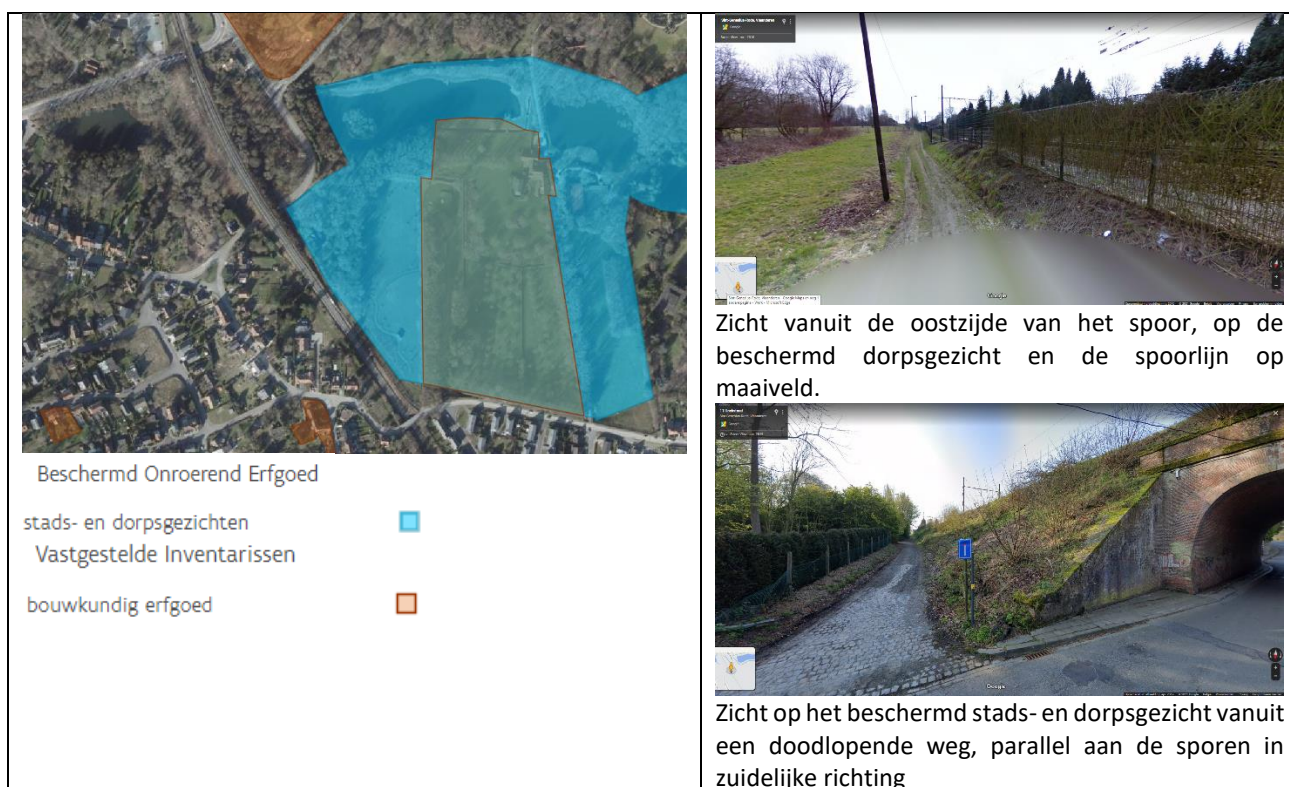 Beschermd Onroerend Erfgoed
stads- en dorpsgezichten
Vastgestelde Inventarissen
bouwkundig erfgoed
Google
Zicht vanuit de oostzijde van het spoor, op de
beschermd dorpsgezicht en de spoorlijn op
maaiveld.
Google
Zicht op het beschermd stads- en dorpsgezicht vanuit
een doodlopende weg, parallel aan de sporen in
zuidelijke richting